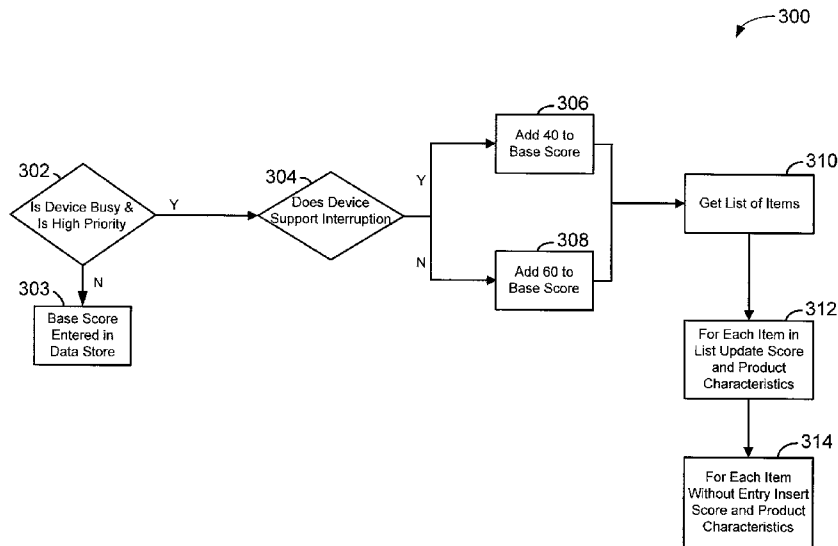 300
302
Is Device Busy &
Is High Priority
Y
N
303
Base Score
Entered in
Data Store
304
Does Device
Support Interruption
Y
N
306
Add 40 to
Base Score
308
Add 60 to
Base Score
310
Get List of Items
312
For Each Item in
List Update Score
and Product
Characteristics
314
For Each Item
Without Entry Insert
Score and Product
Characteristics